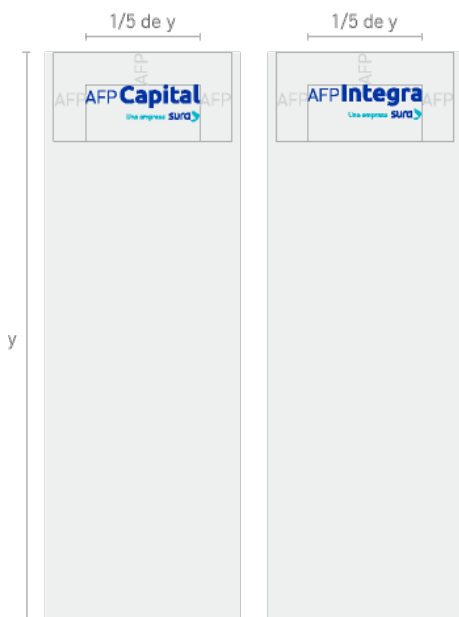 1/5 de y
1/5 de y
AFP
AFP
AFP
AFP Capital
Una empresa sura
AFP
AFP
AFP
AFP Integra
Una empresa sura
y